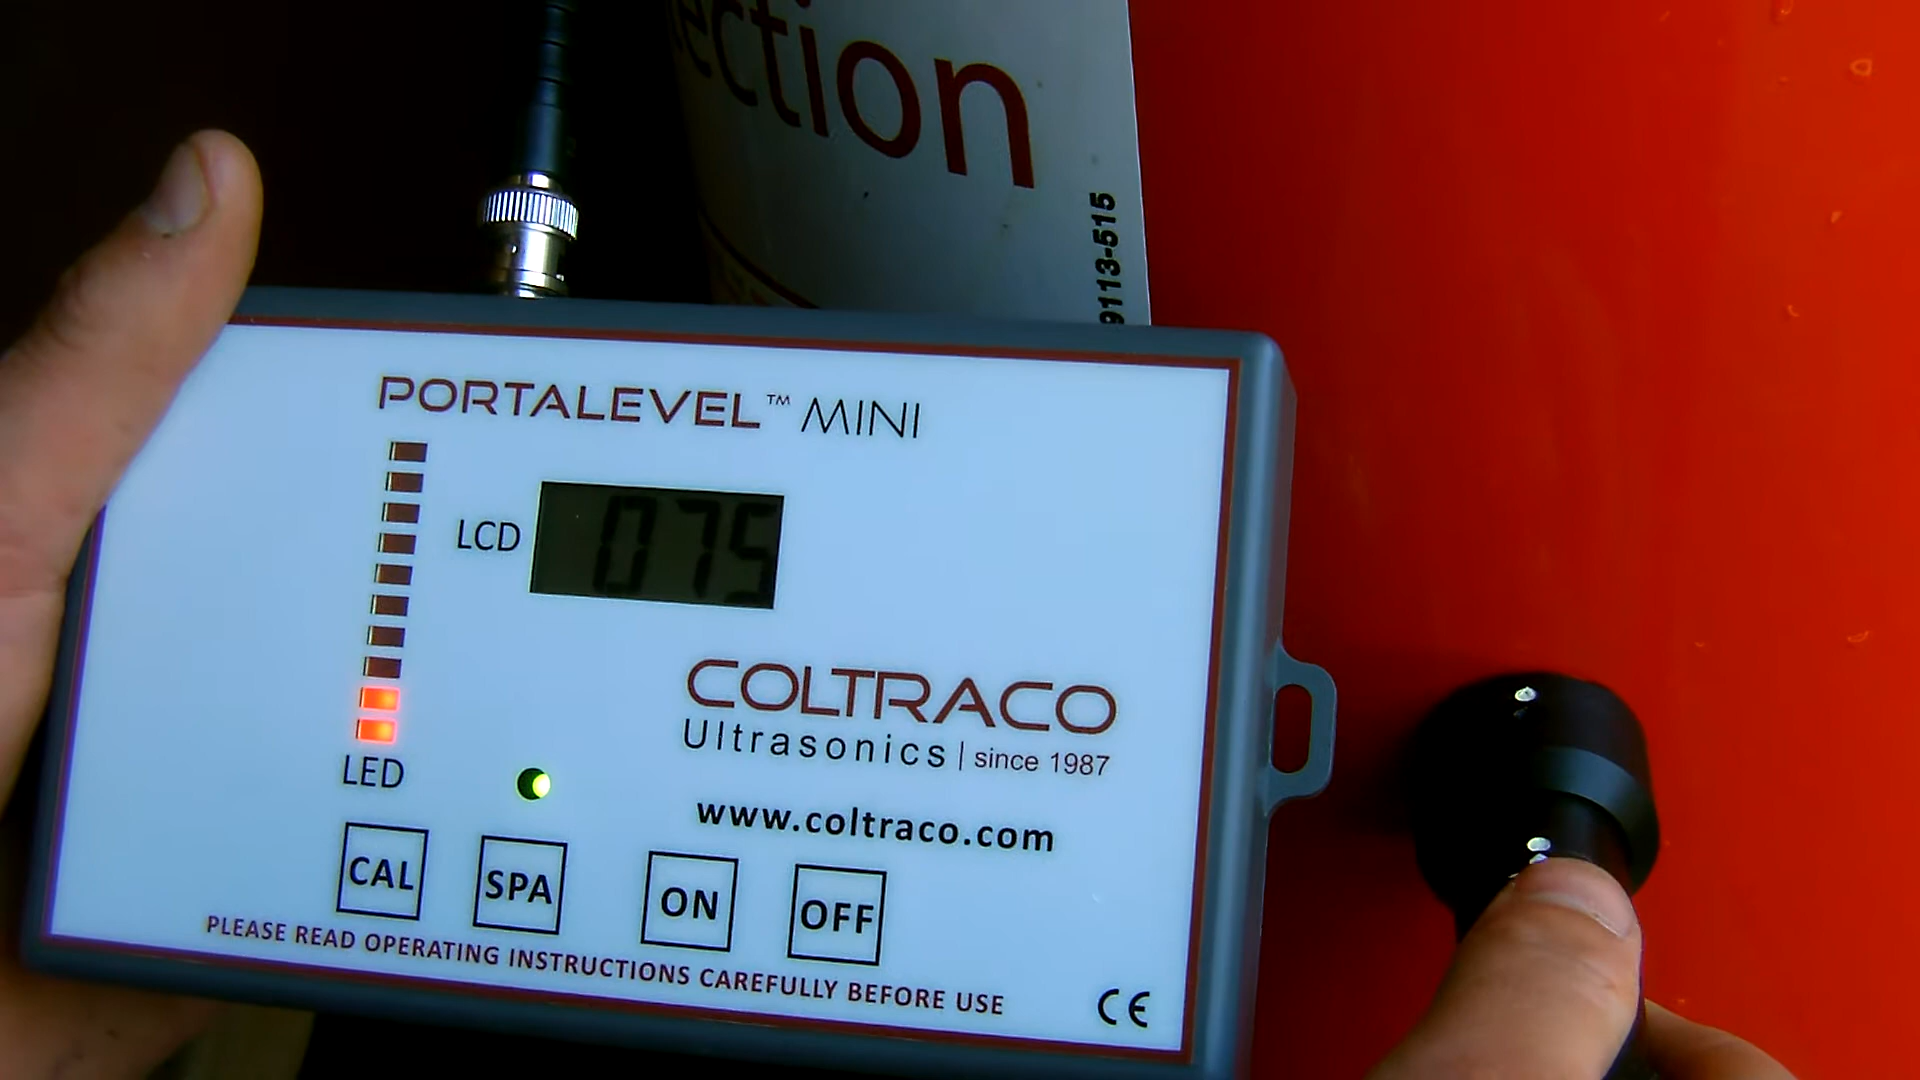 ection
9113-515
PORTALEVEL™ MINI
LCD
075
COLTRACO
Ultrasonics | since 1987
LED
www.coltraco.com
CAL
SPA
ON
OFF
PLEASE READ OPERATING INSTRUCTIONS CAREFULLY BEFORE USE
CE